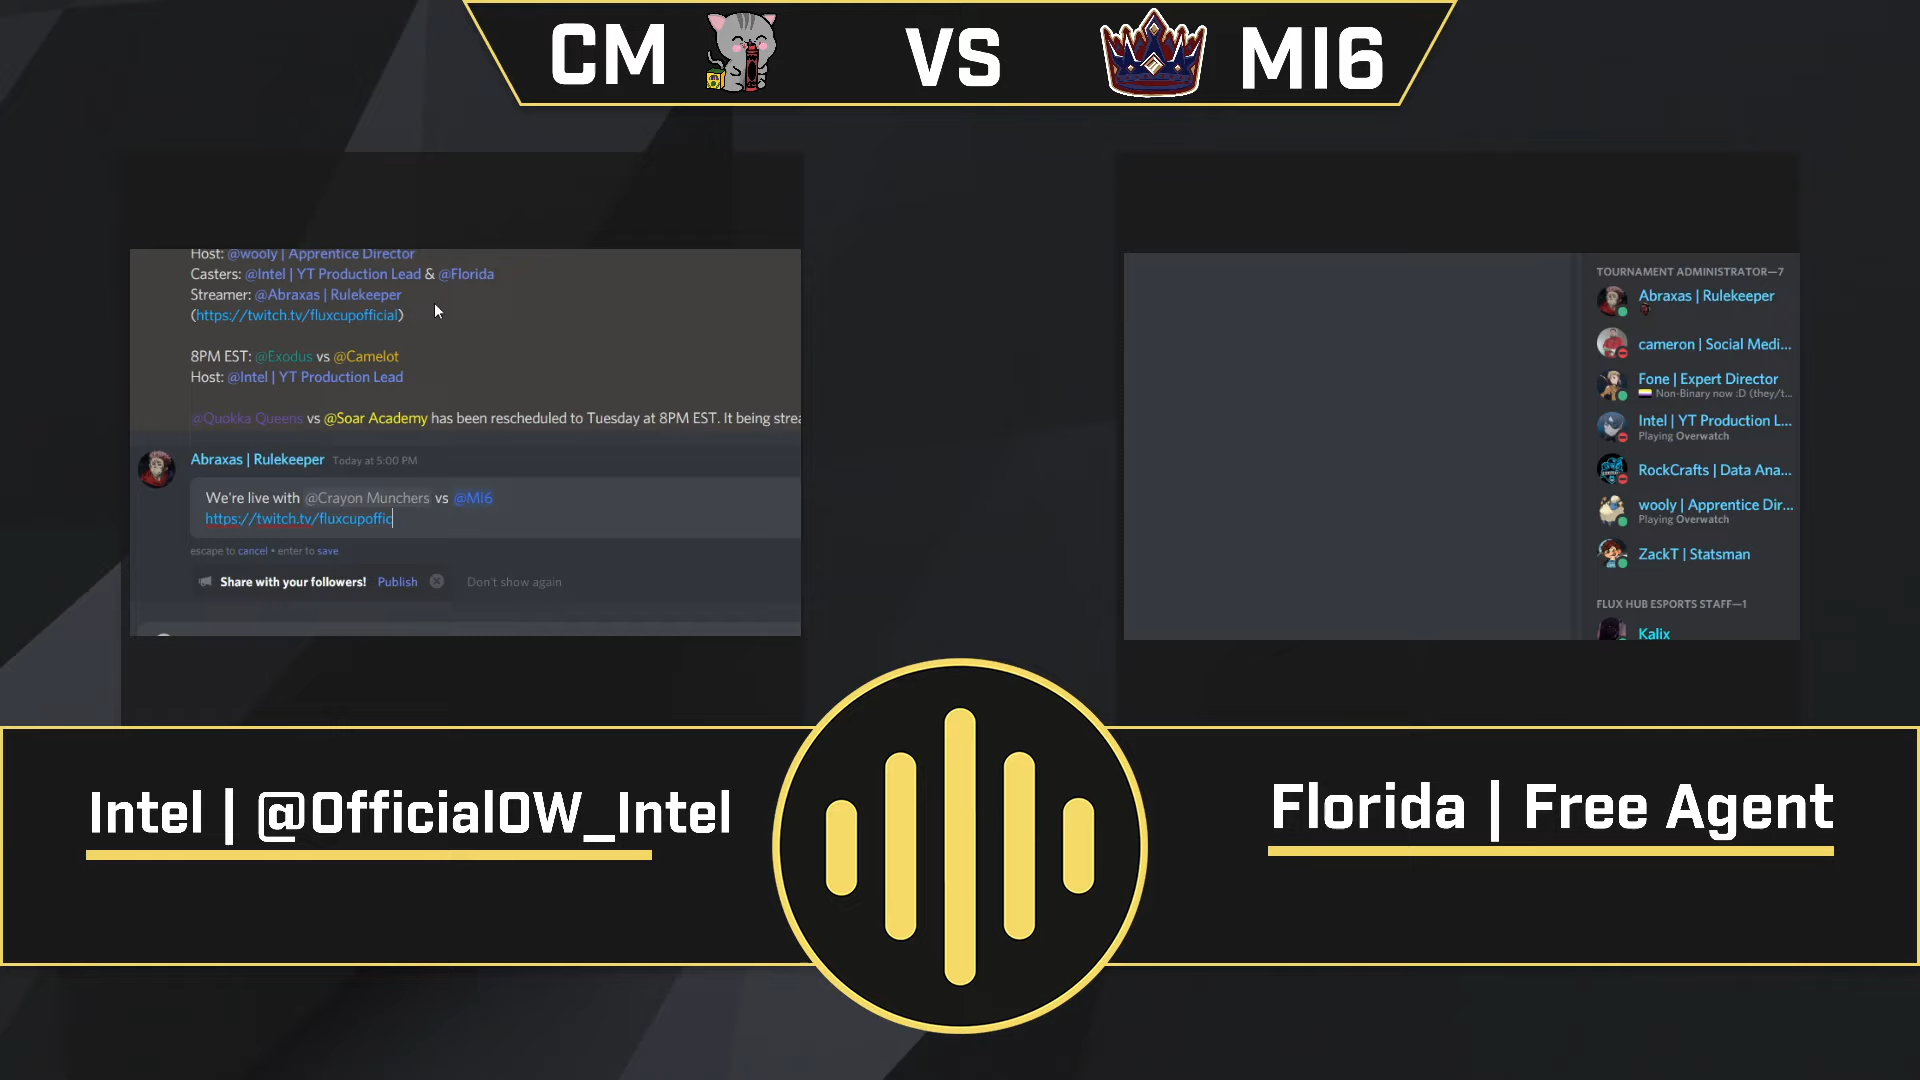 CM VS MI6
Host: @wooly | Apprentice Director
Casters: @Intel | YT Production Lead & @Florida
Streamer: @Abraxas | Rulekeeper
(https://twitch.tv/fluxcupofficial)
8PM EST: @Exodus vs @Camelot
Host: @Intel | YT Production Lead
@Quokka Queens vs @Soar Academy has been rescheduled to Tuesday at 8PM EST. It being strea
Abraxas | Rulekeeper Today at 5:00 PM
We're live with @Crayon Munchers vs @MI6
https://twitch.tv/fluxcupoffic
escape to cancel • enter to save
Share with your followers! Publish Don't show again
TOURNAMENT ADMINISTRATOR—7
Abraxas | Rulekeeper
cameron | Social Medi...
Fone | Expert Director
Non-Binary now :D (they/t...
Intel | YT Production L...
Playing Overwatch
RockCrafts | Data Ana...
wooly | Apprentice Dir...
Playing Overwatch
ZackT | Statsman
FLUX HUB ESPORTS STAFF—1
Kalix
Intel | @OfficialOW_Intel
Florida | Free Agent